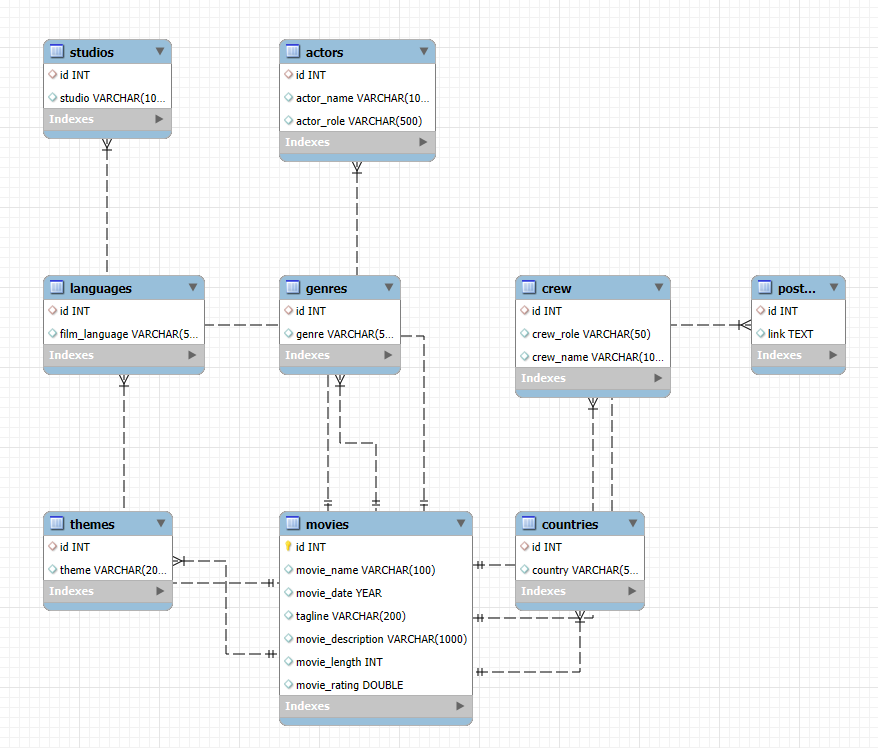 studios
id INT
studio VARCHAR(10...
Indexes
actors
id INT
actor_name VARCHAR(10...
actor_role VARCHAR(500)
Indexes
languages
id INT
film_language VARCHAR(5...
Indexes
genres
id INT
genre VARCHAR(5...
Indexes
crew
id INT
crew_role VARCHAR(50)
crew_name VARCHAR(10...
Indexes
post...
id INT
link TEXT
Indexes
themes
id INT
theme VARCHAR(20...
Indexes
movies
id INT
movie_name VARCHAR(100)
movie_date YEAR
tagline VARCHAR(200)
movie_description VARCHAR(1000)
movie_length INT
movie_rating DOUBLE
Indexes
countries
id INT
country VARCHAR(5...
Indexes